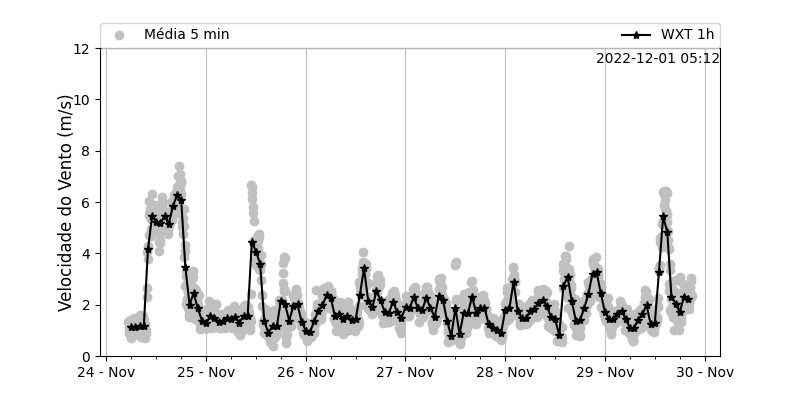 Média 5 min
WXT 1h
2022-12-01 05:12
Velocidade do Vento (m/s)
12
10
8
6
4
2
0
24 - Nov
25 - Nov
26 - Nov
27 - Nov
28 - Nov
29 - Nov
30 - Nov